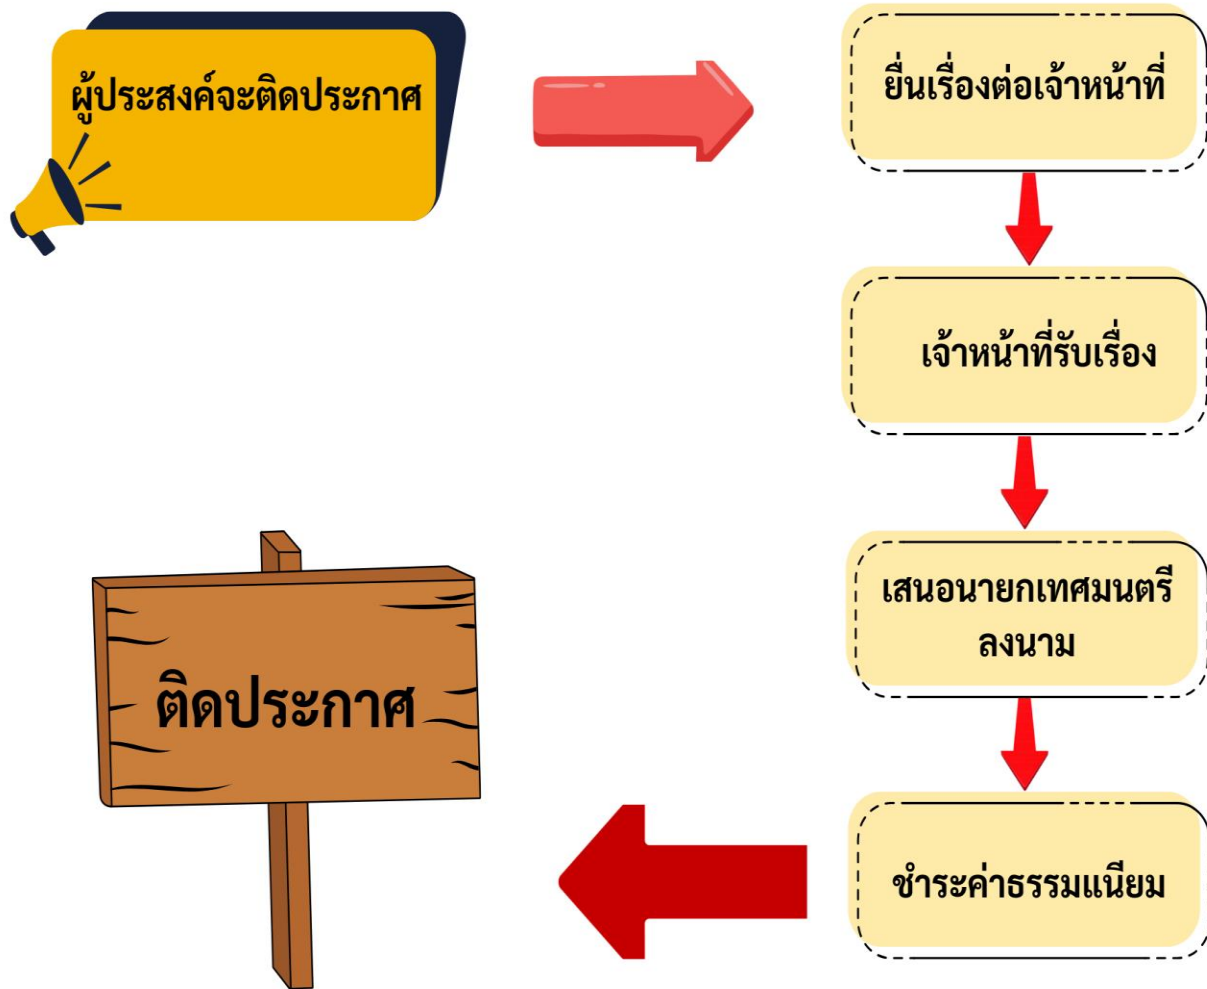 ผู้ประสงค์จะติดประกาศ
ยื่นเรื่องต่อเจ้าหน้าที่
เจ้าหน้าที่รับเรื่อง
เสนอนายกเทศมนตรี
ลงนาม
ชำระค่าธรรมแนียม
ติดประกาศ